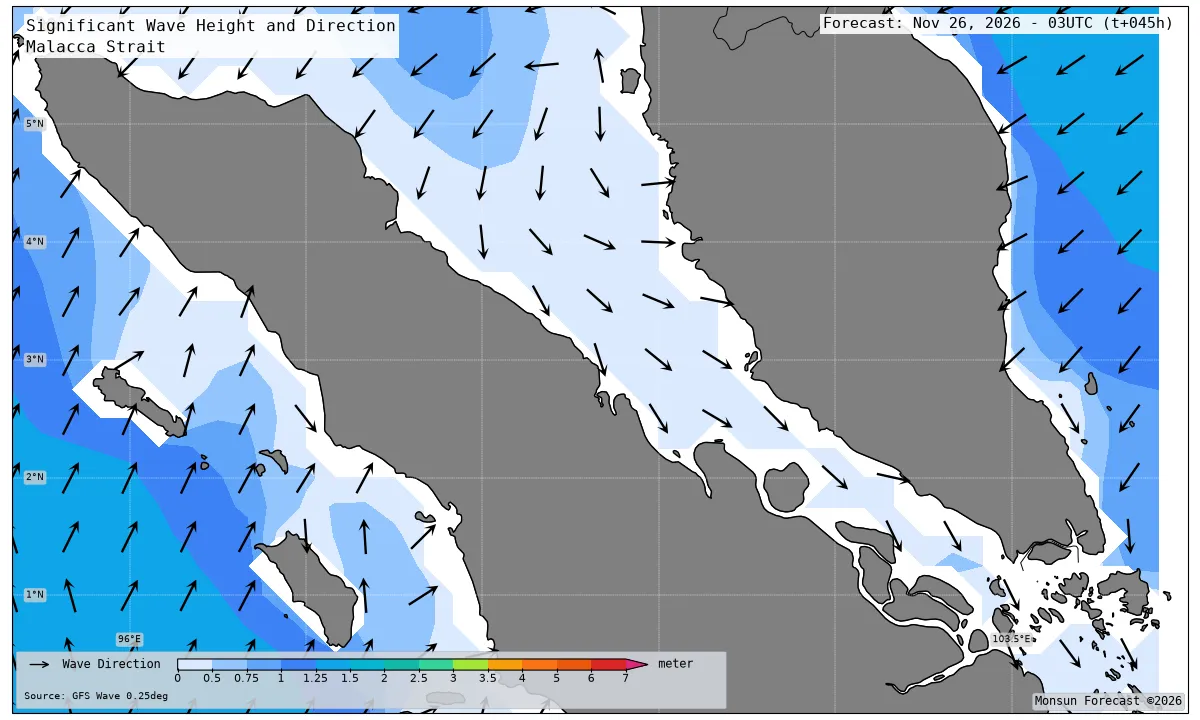 Significant Wave Height and Direction
Malacca Strait
Forecast: Nov 26, 2026 - 03UTC (t+045h)
5°N
4°N
3°N
2°N
1°N
96°E
103.5°E
Wave Direction
meter
0 0.5 0.75 1 1.25 1.5 2 2.5 3 3.5 4 5 6 7
Source: GFS Wave 0.25deg
Monsun Forecast ©2026